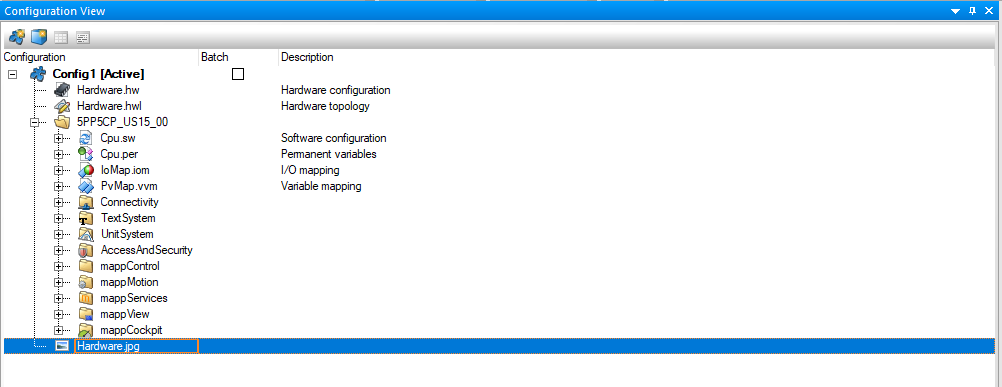 Configuration View
Configuration Batch Description
Config1 [Active]
Hardware.hw Hardware configuration
Hardware.hwl Hardware topology
5PP5CP_US15_00
Cpu.sw Software configuration
Cpu.per Permanent variables
IoMap.iom I/O mapping
PvMap.vvm Variable mapping
Connectivity
TextSystem
UnitSystem
AccessAndSecurity
mappControl
mappMotion
mappServices
mappView
mappCockpit
Hardware.jpg